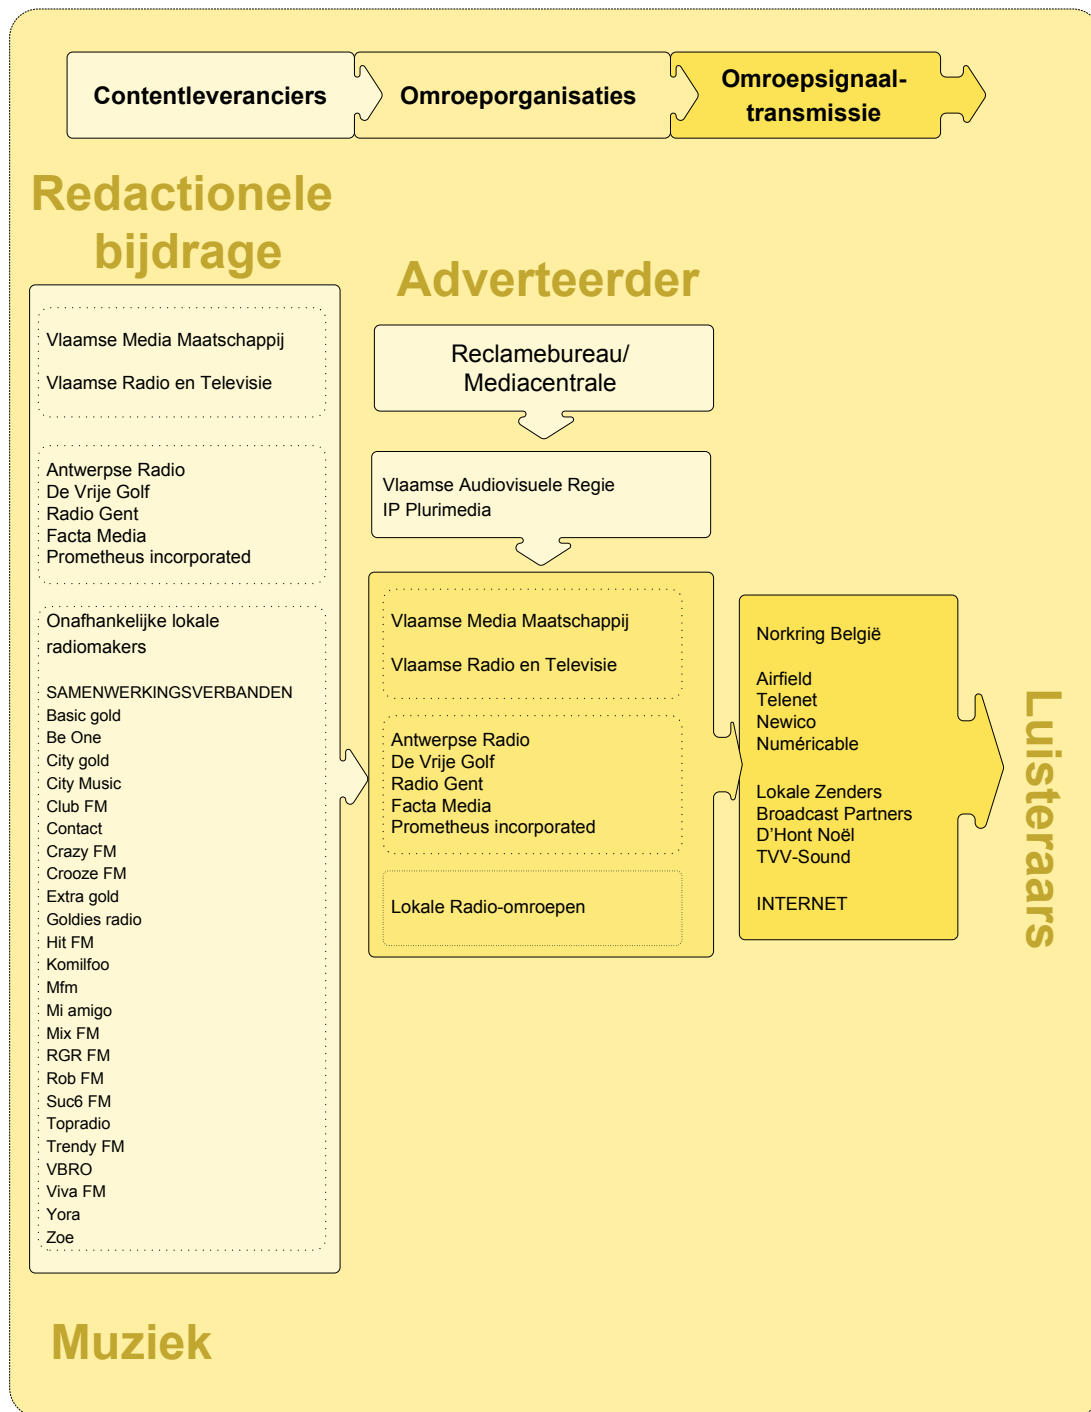 Contentleveranciers
Omroeporganisaties
Omroepsignaal-
transmissie
Redactionele
bijdrage
Vlaamse Media Maatschappij
Vlaamse Radio en Televisie
Antwerpse Radio
De Vrije Golf
Radio Gent
Facta Media
Prometheus incorporated
Onafhankelijke lokale
radiomakers
SAMENWERKINGSVERBANDEN
Basic gold
Be One
City gold
City Music
Club FM
Contact
Crazy FM
Crooze FM
Extra gold
Goldies radio
Hit FM
Komilfoo
Mfm
Mi amigo
Mix FM
RGR FM
Rob FM
Suc6 FM
Topradio
Trendy FM
VBRO
Viva FM
Yora
Zoe
Muziek
Adverteerder
Reclamebureau/
Mediacentrale
Vlaamse Audiovisuele Regie
IP Plurimedia
Vlaamse Media Maatschappij
Vlaamse Radio en Televisie
Antwerpse Radio
De Vrije Golf
Radio Gent
Facta Media
Prometheus incorporated
Lokale Radio-omroepen
Norkring België
Airfield
Telenet
Newico
Numéricable
Lokale Zenders
Broadcast Partners
D'Hont Noël
TVV-Sound
INTERNET
Luisteraars